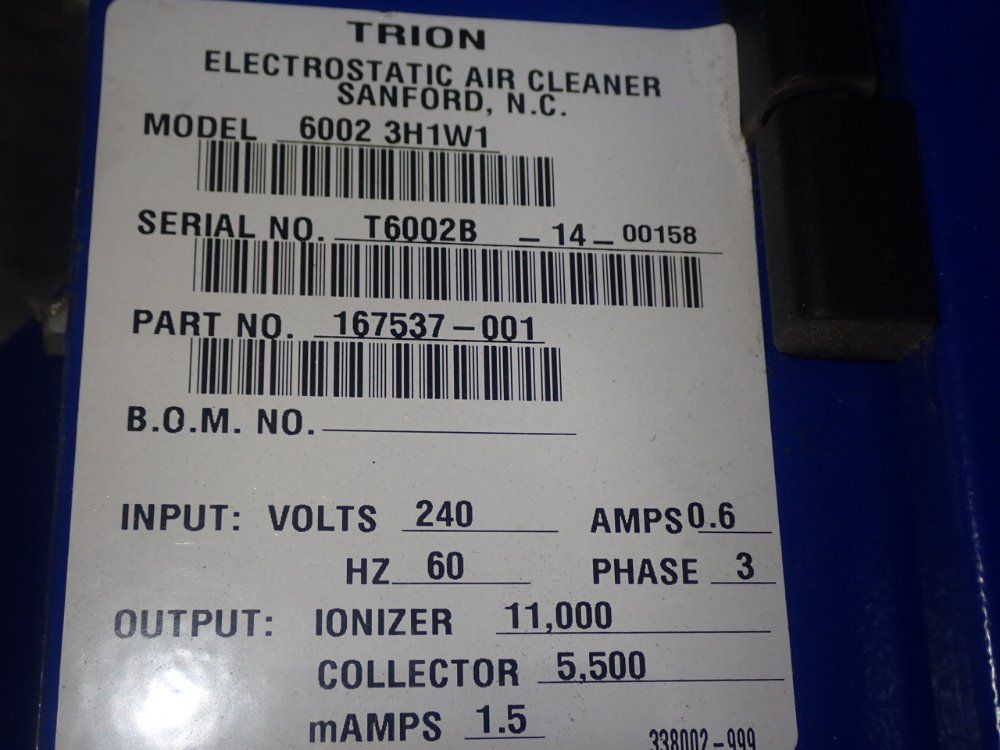 TRION
ELECTROSTATIC AIR CLEANER
SANFORD, N.C.
MODEL 6002 3H1W1
SERIAL NO. T6002B - 14 - 00158
PART NO. 167537-001
B.O.M. NO.
INPUT: VOLTS 240 AMPS 0.6
HZ 60 PHASE 3
OUTPUT: IONIZER 11,000
COLLECTOR 5,500
mAMPS 1.5
338002-999